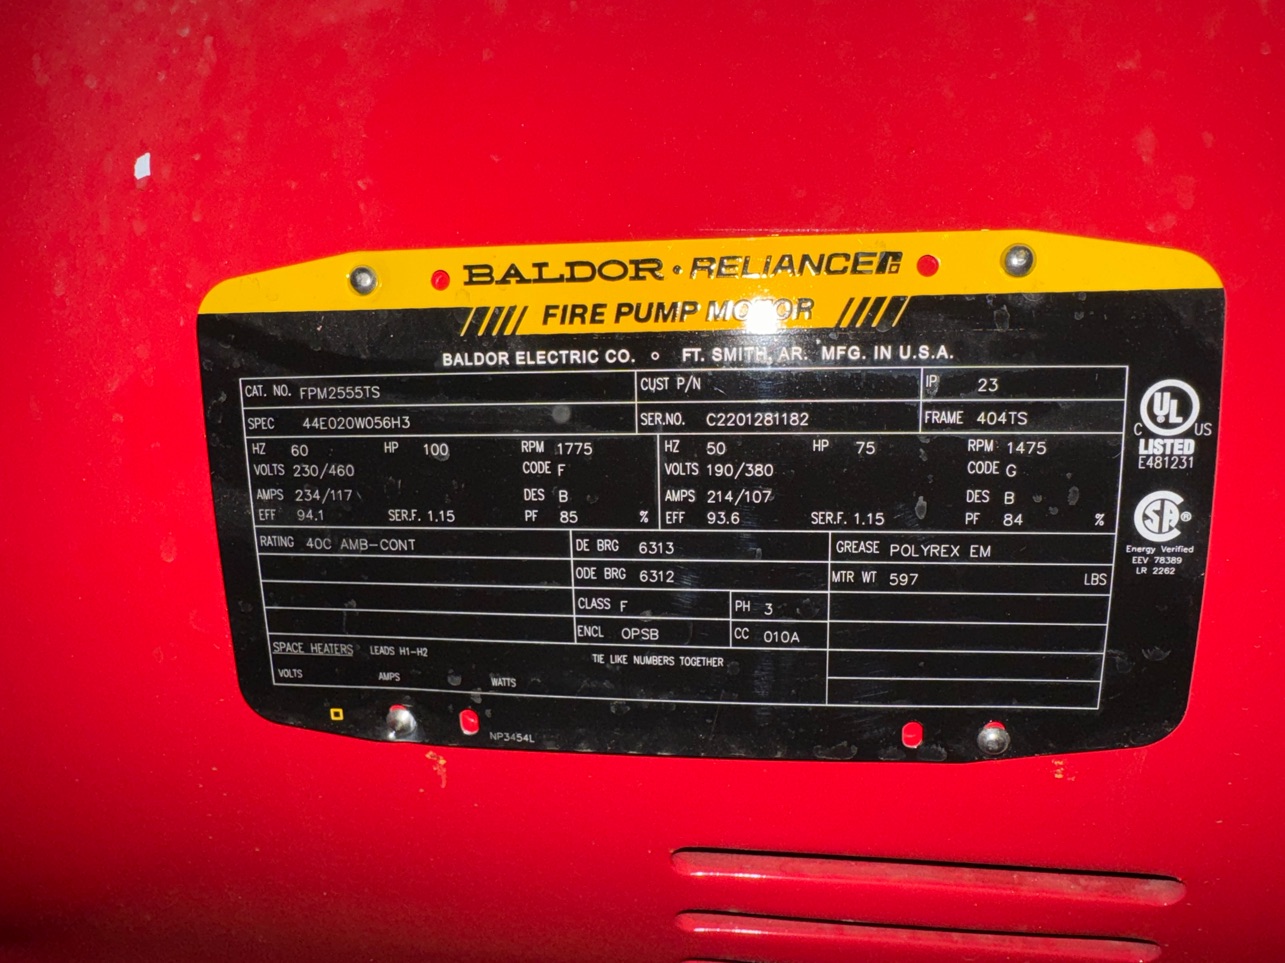 BALDOR • RELIANCE
FIRE PUMP MOTOR
BALDOR ELECTRIC CO. o FT. SMITH, AR. MFG. IN U.S.A.
CAT. NO. FPM2555TS CUST P/N IP 23
SPEC 44E020W056H3 SER.NO. C2201281182 FRAME 404TS
HZ 60 HP 100 RPM 1775 HZ 50 HP 75 RPM 1475
VOLTS 230/460 CODE F VOLTS 190/380 CODE G
AMPS 234/117 DES B AMPS 214/107 DES B
EFF 94.1 SER.F. 1.15 PF 85 % EFF 93.6 SER.F. 1.15 PF 84 %
RATING 40C AMB-CONT DE BRG 6313 GREASE POLYREX EM
ODE BRG 6312 MTR WT 597 LBS
CLASS F PH 3
ENCL OPSB CC 010A
SPACE HEATERS LEADS H1-H2 TIE LIKE NUMBERS TOGETHER
VOLTS AMPS WATTS
NP3454L
UL
C US
LISTED
E481231
SA ®
Energy Verified
EEV 78389
LR 2262